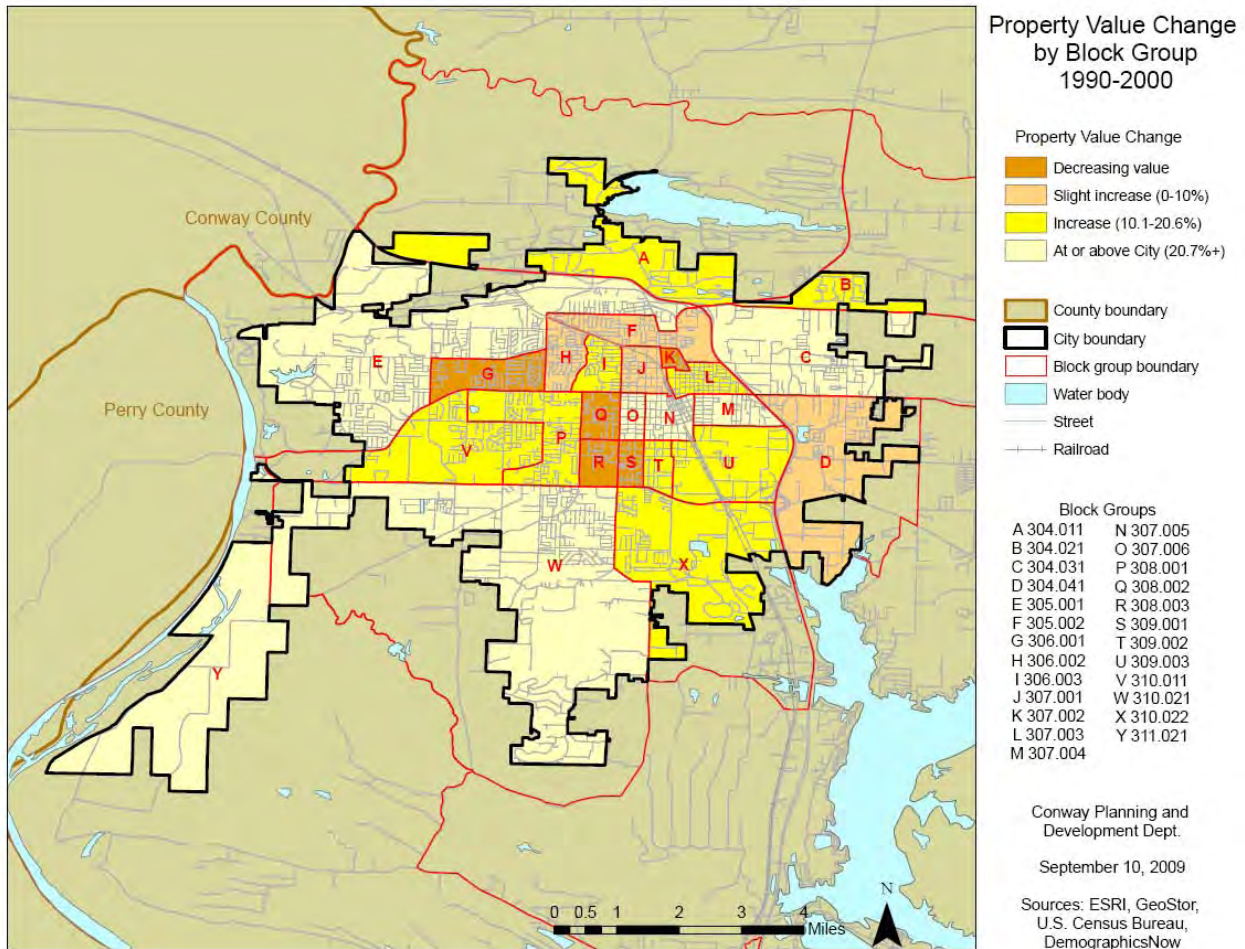 Property Value Change
by Block Group
1990-2000
Property Value Change
Decreasing value
Slight increase (0-10%)
Increase (10.1-20.6%)
At or above City (20.7%+)
County boundary
City boundary
Block group boundary
Water body
Street
Railroad
Block Groups
A 304.011 N 307.005
B 304.021 O 307.006
C 304.031 P 308.001
D 304.041 Q 308.002
E 305.001 R 308.003
F 305.002 S 309.001
G 306.001 T 309.002
H 306.002 U 309.003
I 306.003 V 310.011
J 307.001 W 310.021
K 307.002 X 310.022
L 307.003 Y 311.021
M 307.004
Conway Planning and
Development Dept.
September 10, 2009
Sources: ESRI, GeoStor,
U.S. Census Bureau,
DemographicsNow
Conway County
Perry County
A
B
C
D
E
F
G
H
I
J
K
L
M
N
O
P
Q
R
S
T
U
V
W
X
Y
N
0 0.5 1 2 3 4
Miles